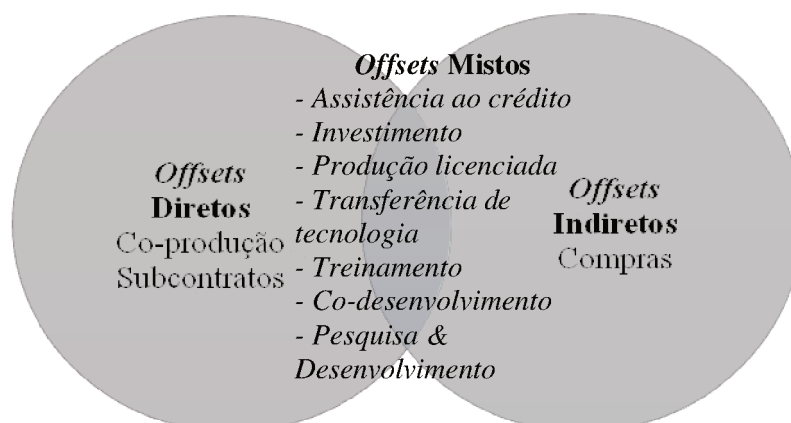 Offsets
Diretos
Co-produção
Subcontratos
Offsets Mistos
- Assistência ao crédito
- Investimento
- Produção licenciada
- Transferência de
tecnologia
- Treinamento
- Co-desenvolvimento
- Pesquisa &
Desenvolvimento
Offsets
Indiretos
Compras